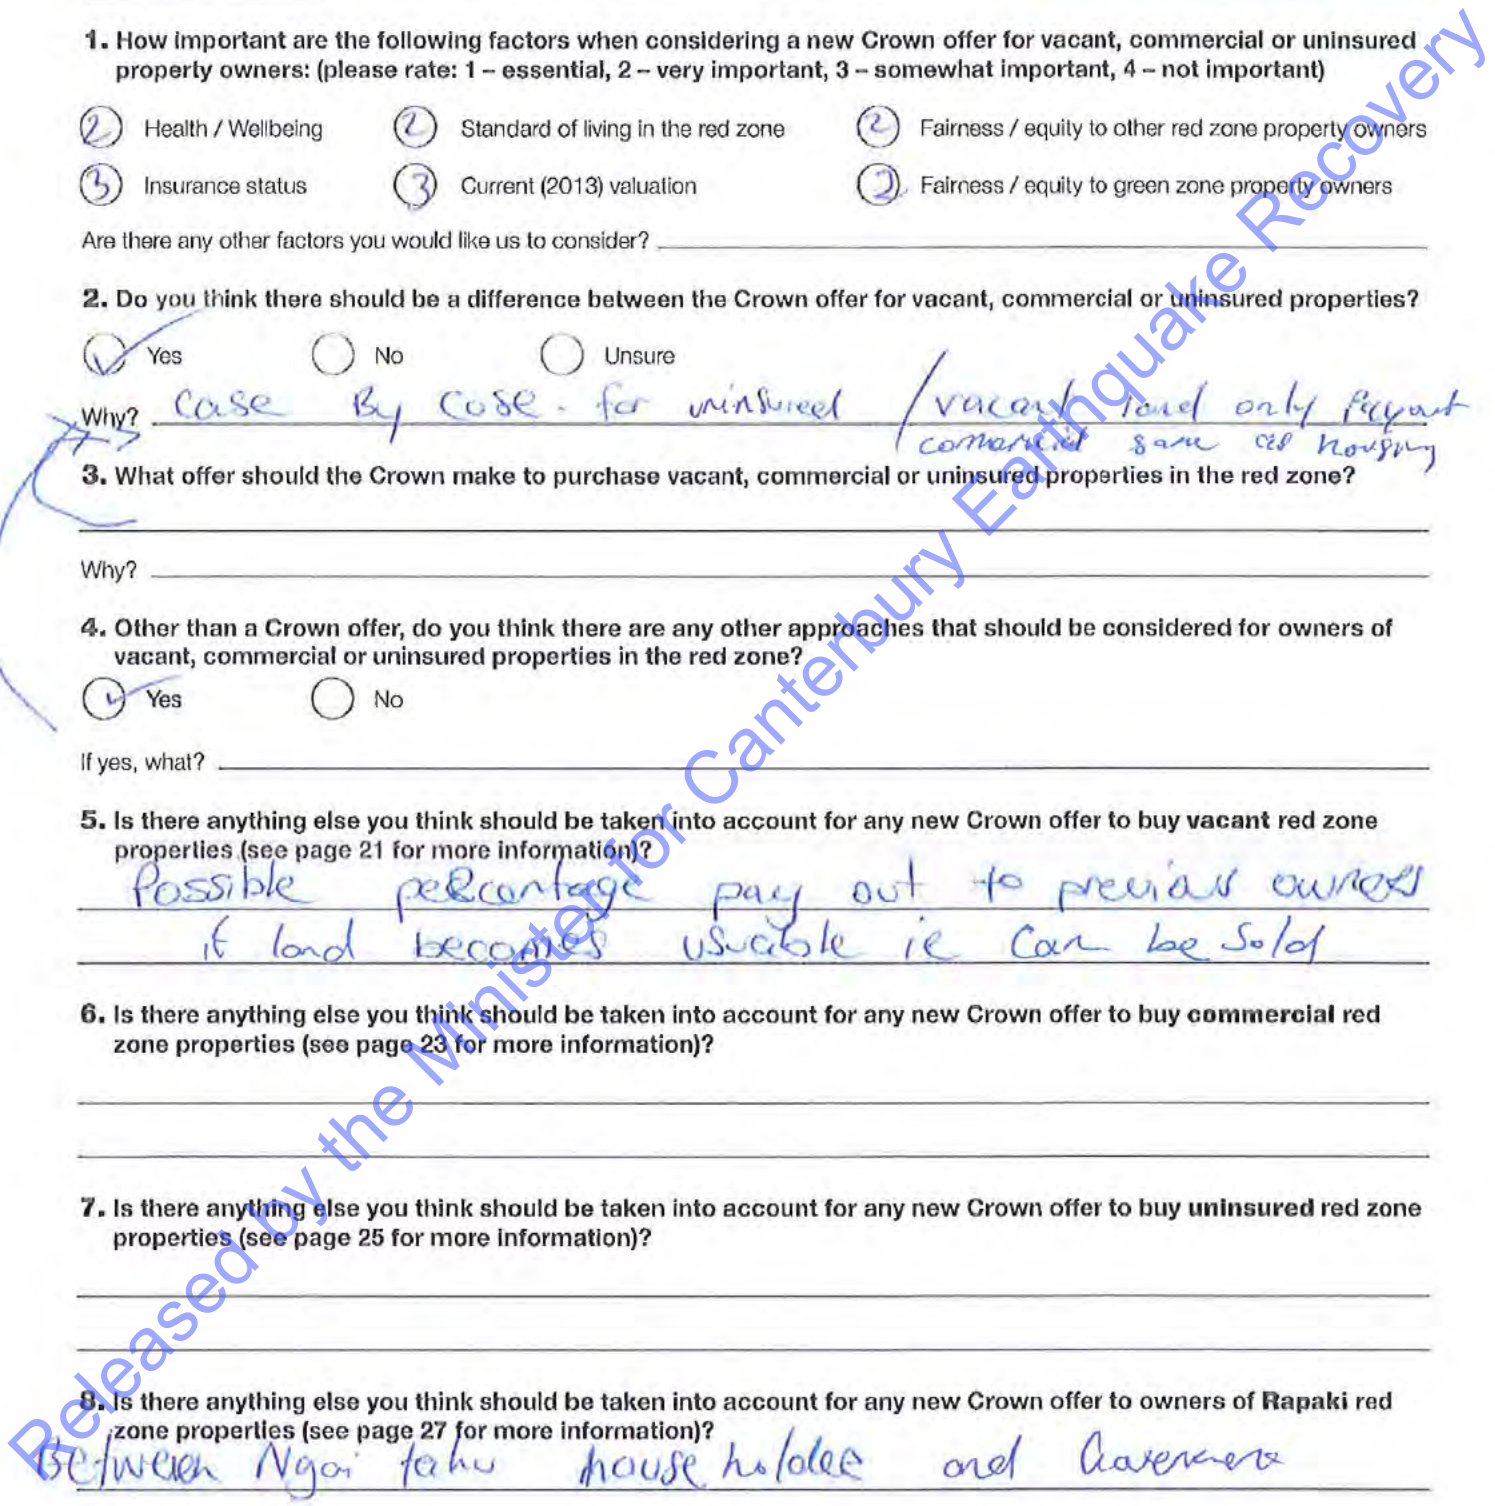 1. How important are the following factors when considering a new Crown offer for vacant, commercial or uninsured
property owners: (please rate: 1 – essential, 2 – very important, 3 – somewhat important, 4 – not important)
2 Health / Wellbeing 2 Standard of living in the red zone 2 Fairness / equity to other red zone property owners
3 Insurance status 3 Current (2013) valuation 2 Fairness / equity to green zone property owners
Are there any other factors you would like us to consider?
2. Do you think there should be a difference between the Crown offer for vacant, commercial or uninsured properties?
Yes No Unsure
Why? Case By Case - for uninsured / vacant land only payout
commercial same as housing
3. What offer should the Crown make to purchase vacant, commercial or uninsured properties in the red zone?
Why?
4. Other than a Crown offer, do you think there are any other approaches that should be considered for owners of
vacant, commercial or uninsured properties in the red zone?
Yes No
If yes, what?
5. Is there anything else you think should be taken into account for any new Crown offer to buy vacant red zone
properties (see page 21 for more information)?
Possible percentage pay out to previous owners
if land becomes usuable ie Can be Sold
6. Is there anything else you think should be taken into account for any new Crown offer to buy commercial red
zone properties (see page 23 for more information)?
7. Is there anything else you think should be taken into account for any new Crown offer to buy uninsured red zone
properties (see page 25 for more information)?
8. Is there anything else you think should be taken into account for any new Crown offer to owners of Rapaki red
zone properties (see page 27 for more information)?
Between Ngai tahu house holder and
Released by the Minister for Canterbury Earthquake Recovery